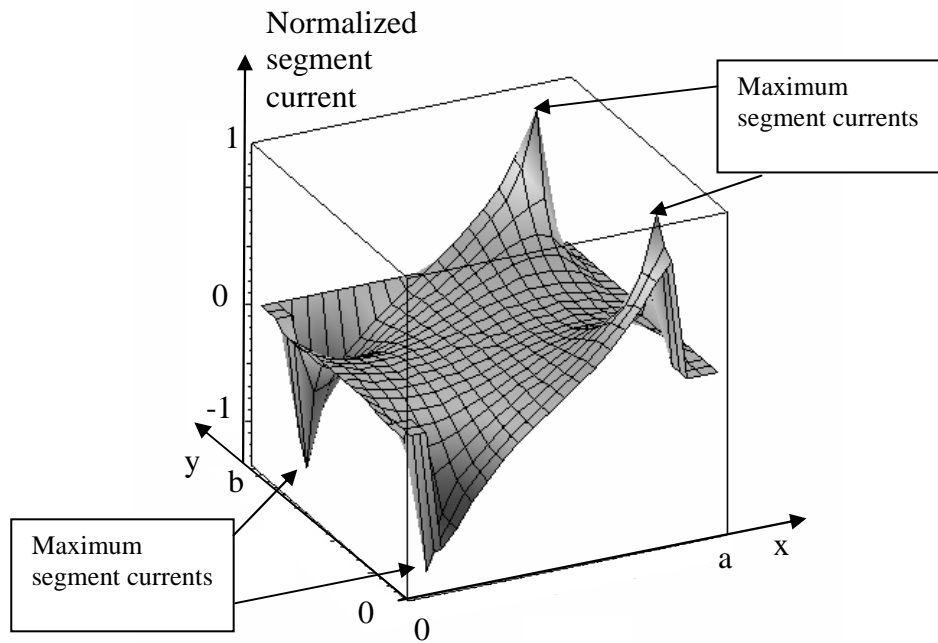 Normalized
segment
current
Maximum
segment currents
1
0
-1
y
b
Maximum
segment currents
0
0
a
x